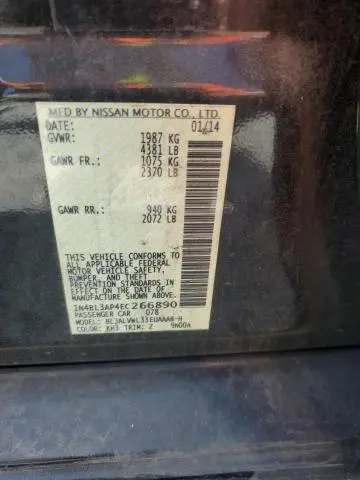 MFD BY NISSAN MOTOR CO., LTD.
DATE: 01/14
GVWR: 1987 KG
4381 LB
GAWR FR: 1075 KG
2370 LB
GAWR RR: 940 KG
2072 LB
THIS VEHICLE CONFORMS TO ALL
APPLICABLE U.S. FEDERAL
MOTOR VEHICLE SAFETY,
BUMPER, AND THEFT
PREVENTION STANDARDS
IN EFFECT ON THE DATE OF
MANUFACTURE SHOWN ABOVE.
1N4BL3AP4EC266890
PASSENGER CAR 078
MODEL: BL3ALVWL33EUAAAB-H
COLOR: KH3 TRIM: Z 9N00A